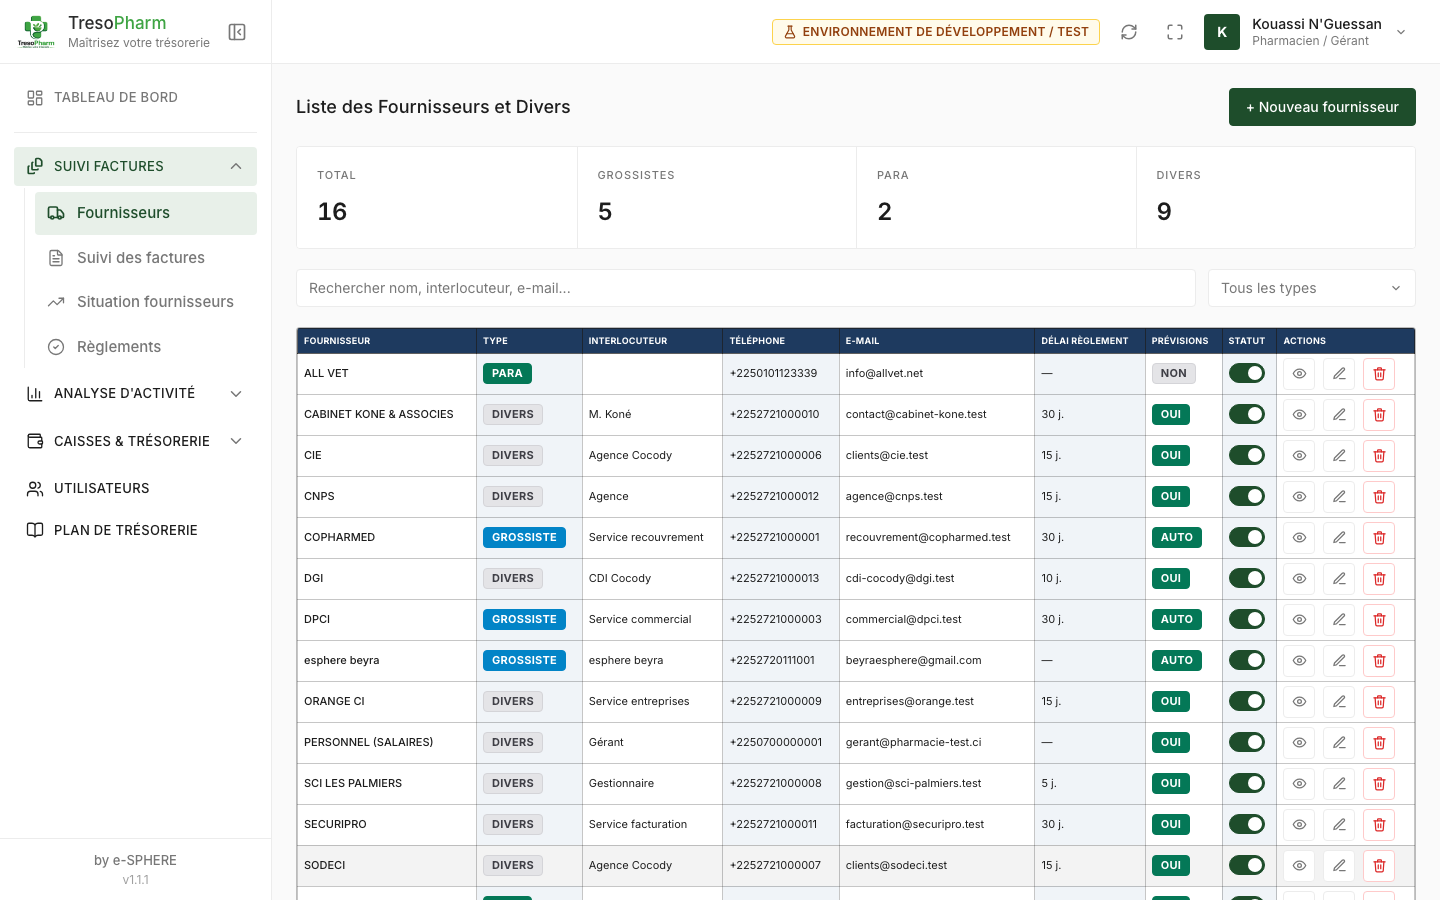 TresoPharm
Maîtrisez votre trésorerie
TresoPharm
ENVIRONNEMENT DE DÉVELOPPEMENT / TEST
K
Kouassi N'Guessan
Pharmacien / Gérant
TABLEAU DE BORD
SUIVI FACTURES
Fournisseurs
Suivi des factures
Situation fournisseurs
Règlements
ANALYSE D'ACTIVITÉ
CAISSES & TRÉSORERIE
UTILISATEURS
PLAN DE TRÉSORERIE
by e-SPHERE
v1.1.1
Liste des Fournisseurs et Divers
+ Nouveau fournisseur
TOTAL GROSSISTES PARA DIVERS
16 5 2 9
Rechercher nom, interlocuteur, e-mail...
Tous les types
FOURNISSEUR TYPE INTERLOCUTEUR TÉLÉPHONE E-MAIL DÉLAI RÈGLEMENT PRÉVISIONS STATUT ACTIONS
ALL VET PARA +2250101123339 info@allvet.net — NON
CABINET KONE & ASSOCIES DIVERS M. Koné +2252721000010 contact@cabinet-kone.test 30 j. OUI
CIE DIVERS Agence Cocody +2252721000006 clients@cie.test 15 j. OUI
CNPS DIVERS Agence +2252721000012 agence@cnps.test 15 j. OUI
COPHARMED GROSSISTE Service recouvrement +2252721000001 recouvrement@copharmed.test 30 j. AUTO
DGI DIVERS CDI Cocody +2252721000013 cdi-cocody@dgi.test 10 j. OUI
DPCI GROSSISTE Service commercial +2252721000003 commercial@dpci.test 30 j. AUTO
esphere beyra GROSSISTE esphere beyra +2252720111001 beyraesphere@gmail.com — AUTO
ORANGE CI DIVERS Service entreprises +2252721000009 entreprises@orange.test 15 j. OUI
PERSONNEL (SALAIRES) DIVERS Gérant +2250700000001 gerant@pharmacie-test.ci — OUI
SCI LES PALMIERS DIVERS Gestionnaire +2252721000008 gestion@sci-palmiers.test 5 j. OUI
SECURIPRO DIVERS Service facturation +2252721000011 facturation@securipro.test 30 j. OUI
SODECI DIVERS Agence Cocody +2252721000007 clients@sodeci.test 15 j. OUI